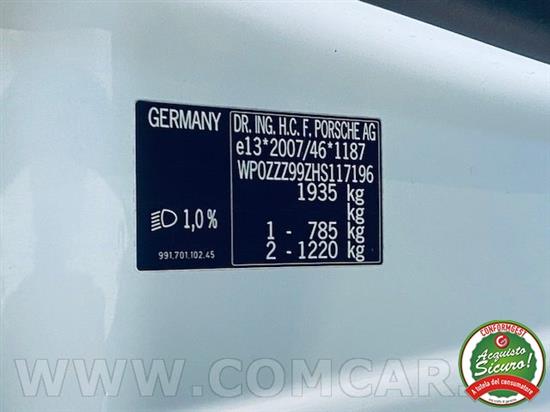 GERMANY
DR. ING. H.C. F. PORSCHE AG
e13*2007/46*1187
WP0ZZZ99ZHS117196
1935 kg
kg
1,0%
1 - 785 kg
2 - 1220 kg
991.701.102.45
CONFORMGEST
Acquisto
Sicuro!
A tutela del consumatore
WWW.COMCAR.